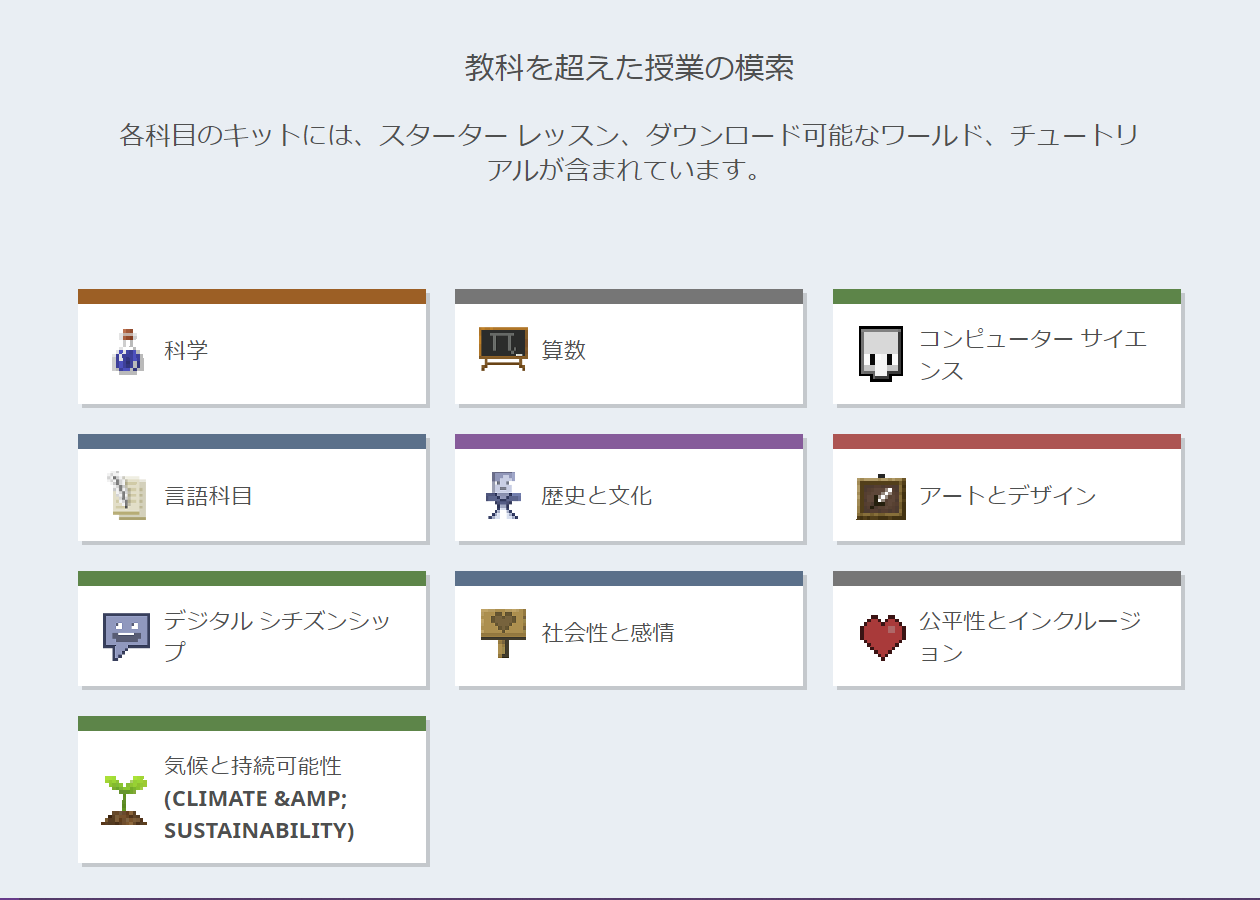 教科を超えた授業の模索
各科目のキットには、スターター レッスン、ダウンロード可能なワールド、チュートリ
アルが含まれています。
科学
算数
コンピューター サイエ
ンス
言語科目
歴史と文化
アートとデザイン
デジタル シチズンシッ
プ
社会性と感情
公平性とインクルージ
ョン
気候と持続可能性
(CLIMATE &AMP;
SUSTAINABILITY)